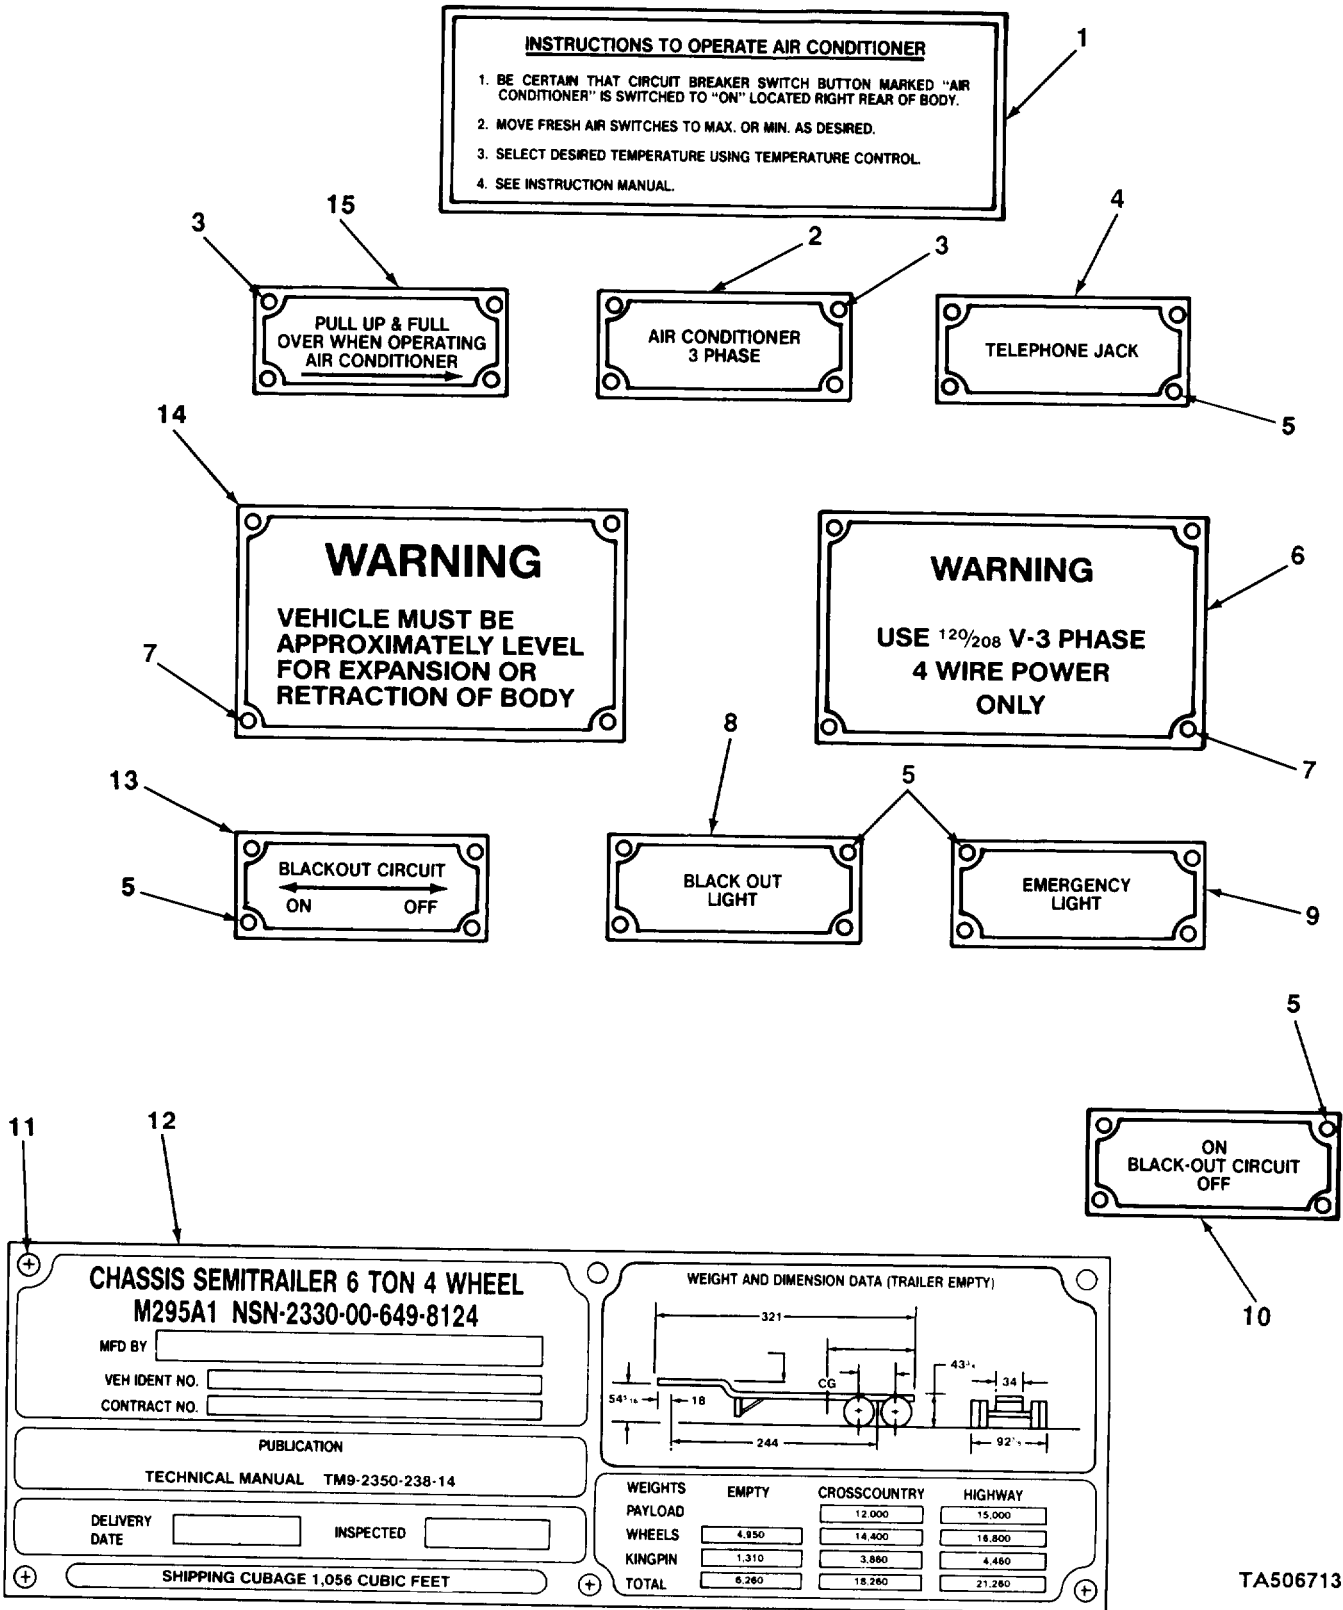 INSTRUCTIONS TO OPERATE AIR CONDITIONER
1. BE CERTAIN THAT CIRCUIT BREAKER SWITCH BUTTON MARKED "AIR
CONDITIONER" IS SWITCHED TO "ON" LOCATED RIGHT REAR OF BODY.
2. MOVE FRESH AIR SWITCHES TO MAX. OR MIN. AS DESIRED.
3. SELECT DESIRED TEMPERATURE USING TEMPERATURE CONTROL.
4. SEE INSTRUCTION MANUAL.
1
3
15
2
3
4
PULL UP & FULL
OVER WHEN OPERATING
AIR CONDITIONER
AIR CONDITIONER
3 PHASE
TELEPHONE JACK
5
14
WARNING
VEHICLE MUST BE
APPROXIMATELY LEVEL
FOR EXPANSION OR
RETRACTION OF BODY
7
WARNING
USE 120/208 V-3 PHASE
4 WIRE POWER
ONLY
6
7
13
8
5
BLACKOUT CIRCUIT
ON OFF
5
BLACK OUT
LIGHT
EMERGENCY
LIGHT
9
5
ON
BLACK-OUT CIRCUIT
OFF
10
11
12
CHASSIS SEMITRAILER 6 TON 4 WHEEL
M295A1 NSN-2330-00-649-8124
MFD BY
VEH IDENT NO.
CONTRACT NO.
PUBLICATION
TECHNICAL MANUAL TM9-2350-238-14
DELIVERY
DATE
INSPECTED
SHIPPING CUBAGE 1,056 CUBIC FEET
WEIGHT AND DIMENSION DATA (TRAILER EMPTY)
321
CG
18
244
34
WEIGHTS EMPTY CROSSCOUNTRY HIGHWAY
PAYLOAD 12,000 15,000
WHEELS 4,950 14,400 16,800
KINGPIN 1,310 3,860 4,460
TOTAL 6,260 18,260 21,260
TA506713